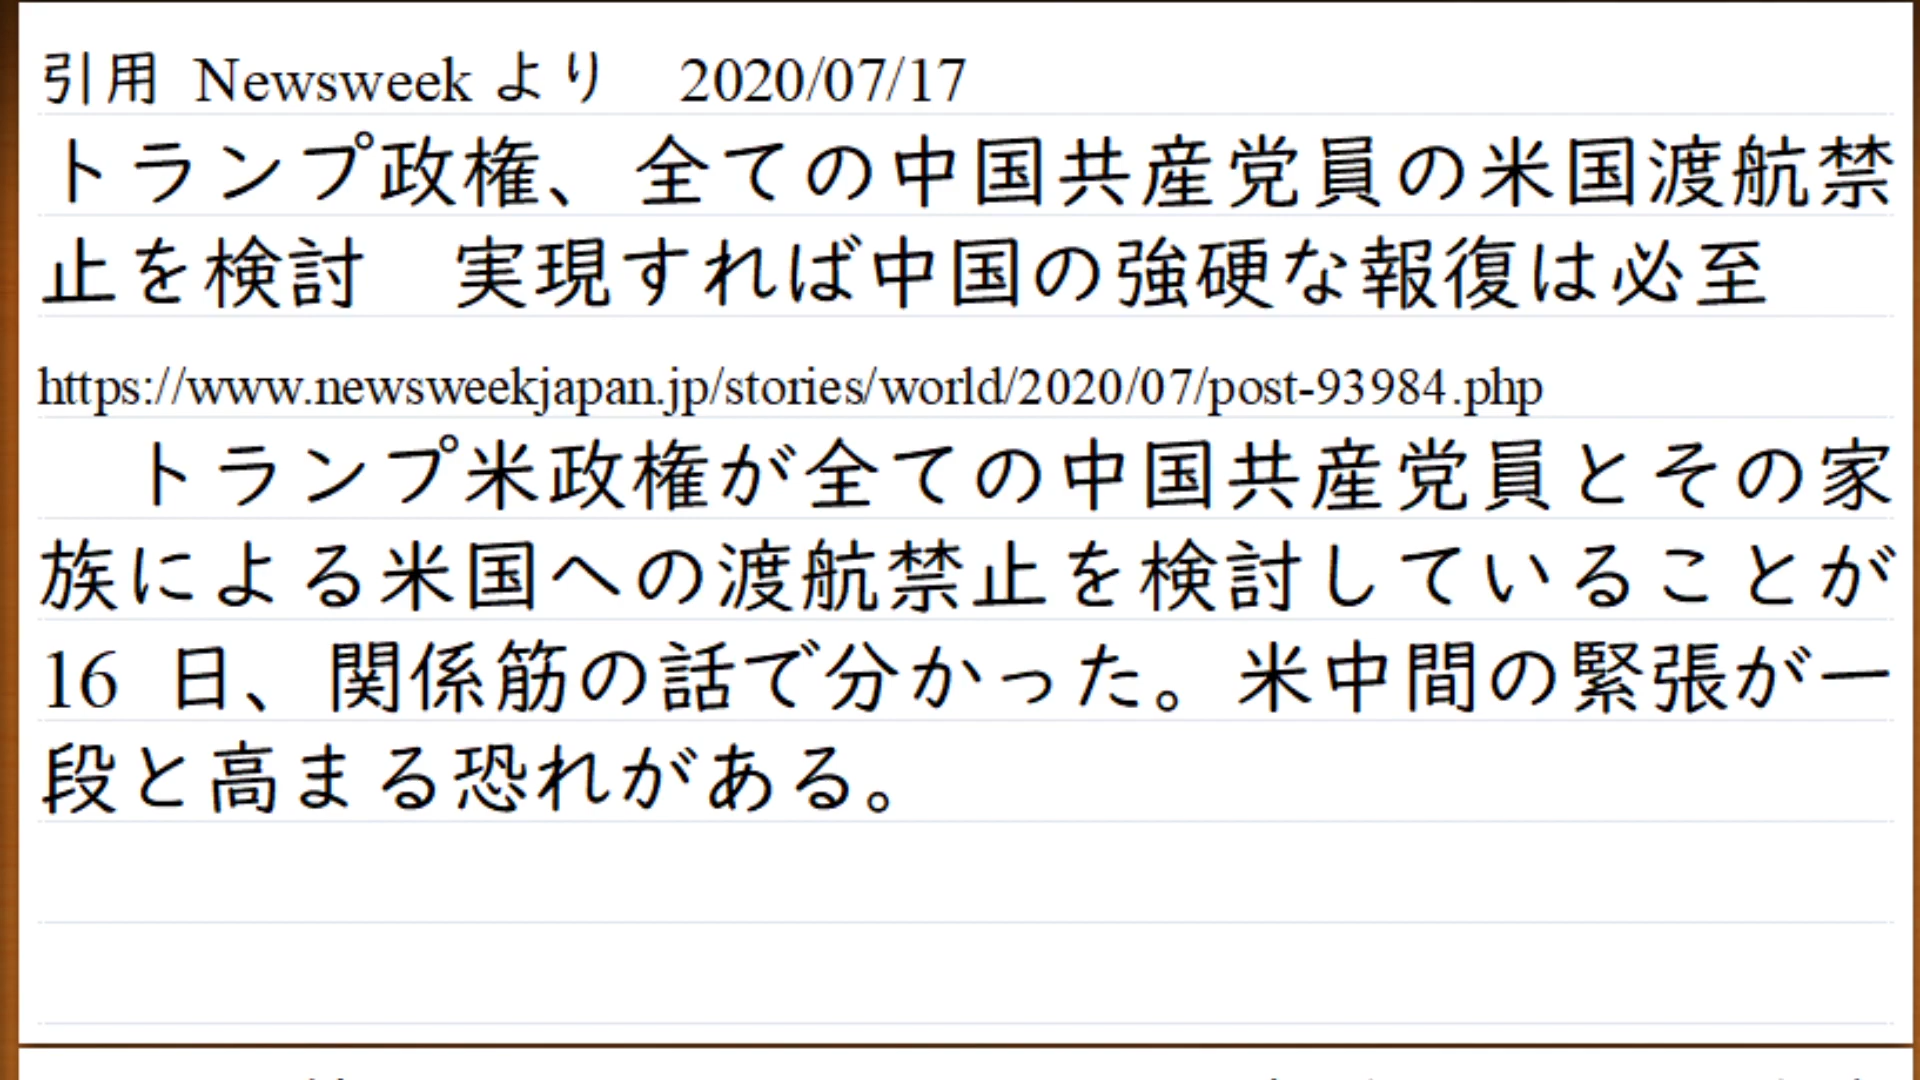 引用 Newsweek より　2020/07/17
トランプ政権、全ての中国共産党員の米国渡航禁
止を検討　実現すれば中国の強硬な報復は必至
https://www.newsweekjapan.jp/stories/world/2020/07/post-93984.php
　トランプ米政権が全ての中国共産党員とその家
族による米国への渡航禁止を検討していることが
16 日、関係筋の話で分かった。米中間の緊張が一
段と高まる恐れがある。